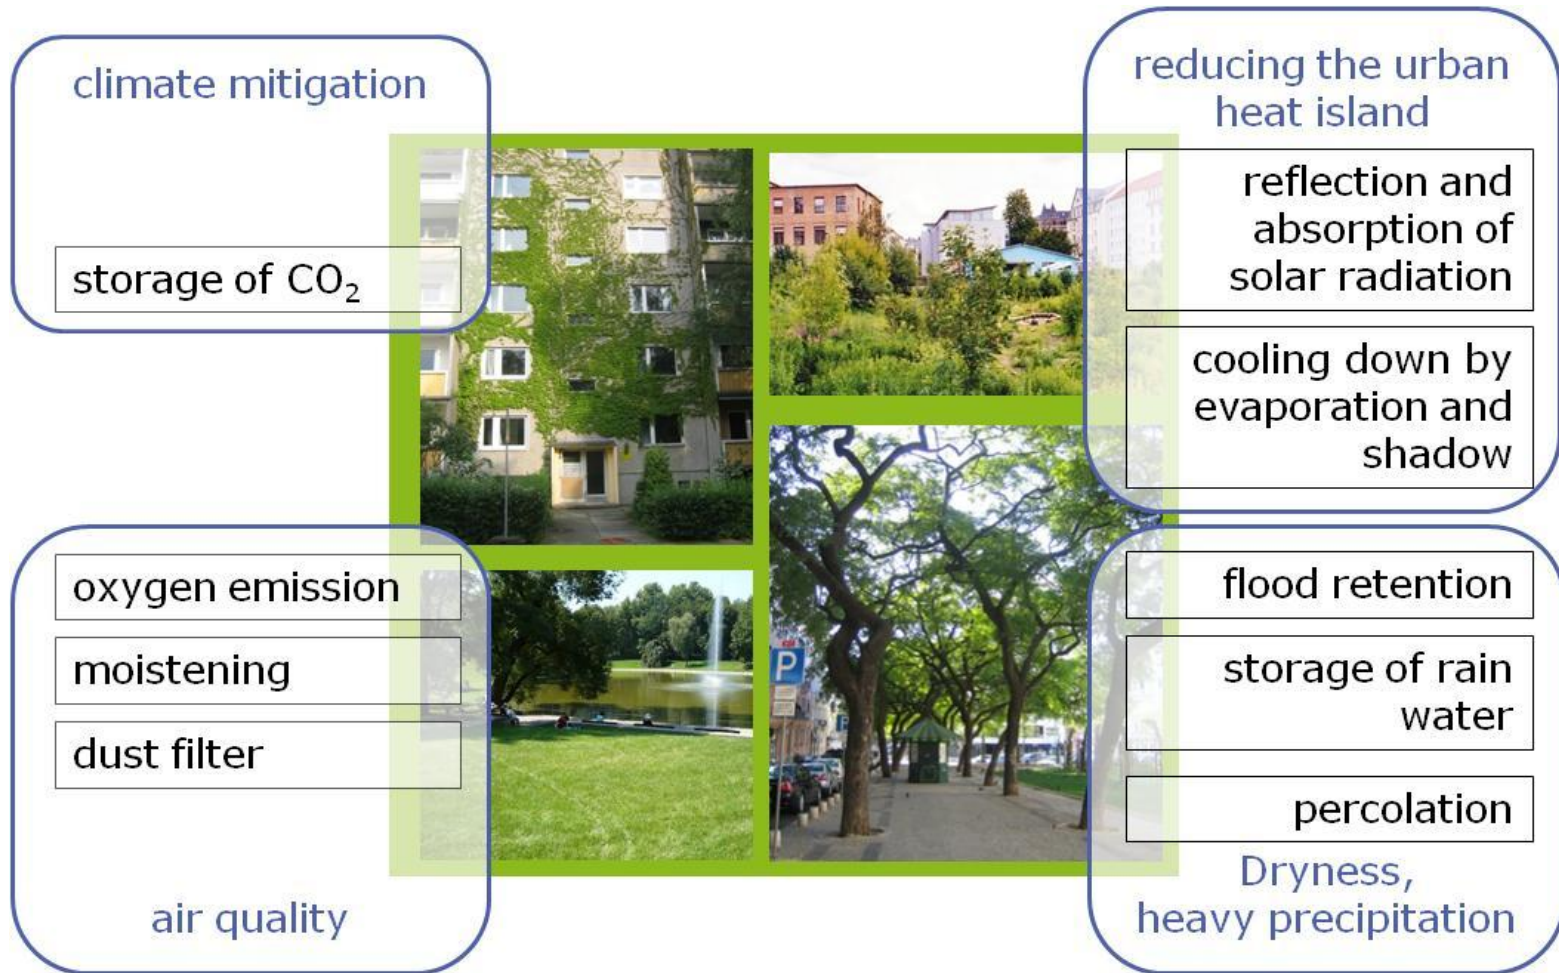 climate mitigation
storage of CO₂
reducing the urban
heat island
reflection and
absorption of
solar radiation
cooling down by
evaporation and
shadow
oxygen emission
moistening
dust filter
air quality
flood retention
storage of rain
water
percolation
Dryness,
heavy precipitation
P